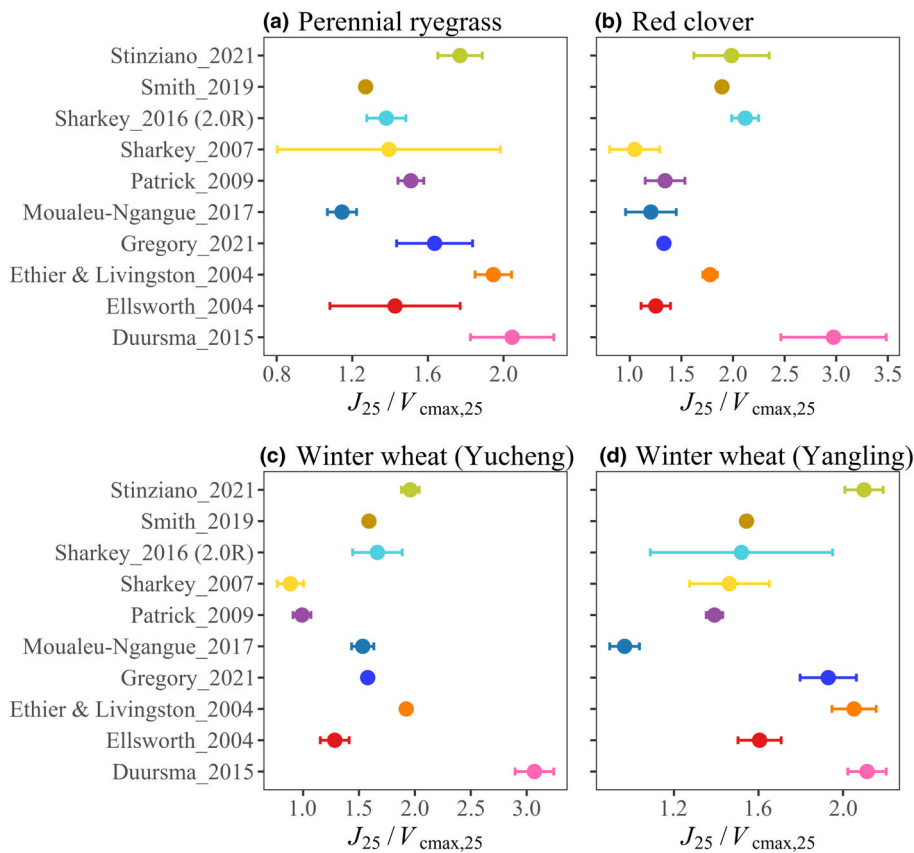 (a) Perennial ryegrass
(b) Red clover
Stinziano_2021
Smith_2019
Sharkey_2016 (2.0R)
Sharkey_2007
Patrick_2009
Moualeu-Ngangue_2017
Gregory_2021
Ethier & Livingston_2004
Ellsworth_2004
Duursma_2015
0.8 1.2 1.6 2.0
1.0 1.5 2.0 2.5 3.0 3.5
J25 / Vcmax,25
J25 / Vcmax,25
(c) Winter wheat (Yucheng)
(d) Winter wheat (Yangling)
Stinziano_2021
Smith_2019
Sharkey_2016 (2.0R)
Sharkey_2007
Patrick_2009
Moualeu-Ngangue_2017
Gregory_2021
Ethier & Livingston_2004
Ellsworth_2004
Duursma_2015
1.0 1.5 2.0 2.5 3.0
1.2 1.6 2.0
J25 / Vcmax,25
J25 / Vcmax,25